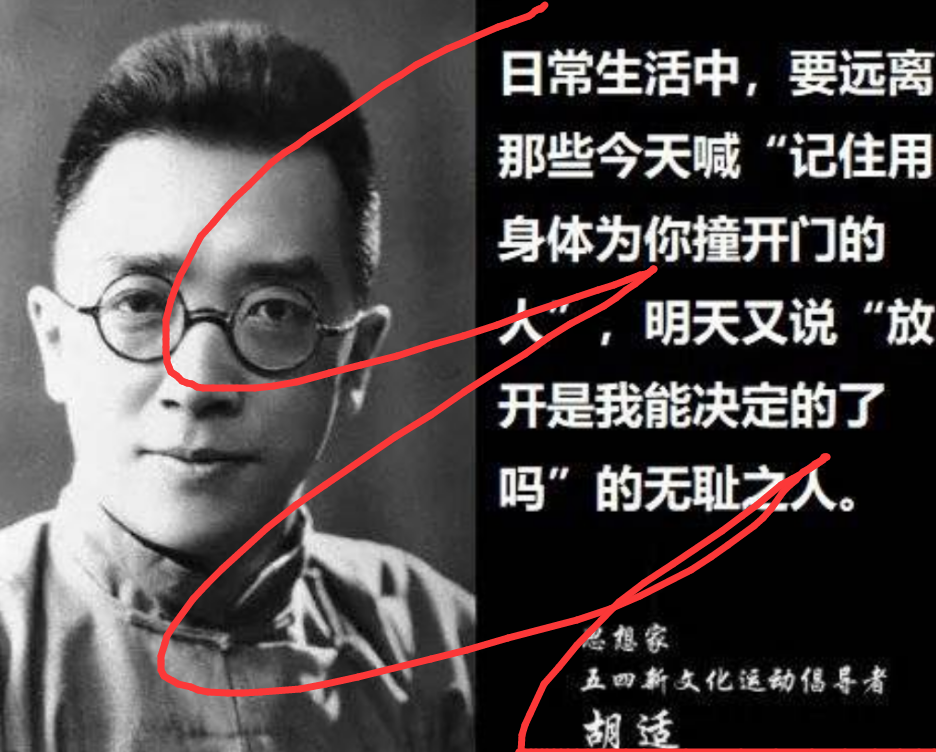 日常生活中，要远离
那些今天喊“记住用
身体为你撞开门的
人”，明天又说“放
开是我能决定的了
吗”的无耻之人。
思想家
五四新文化运动倡导者
胡适